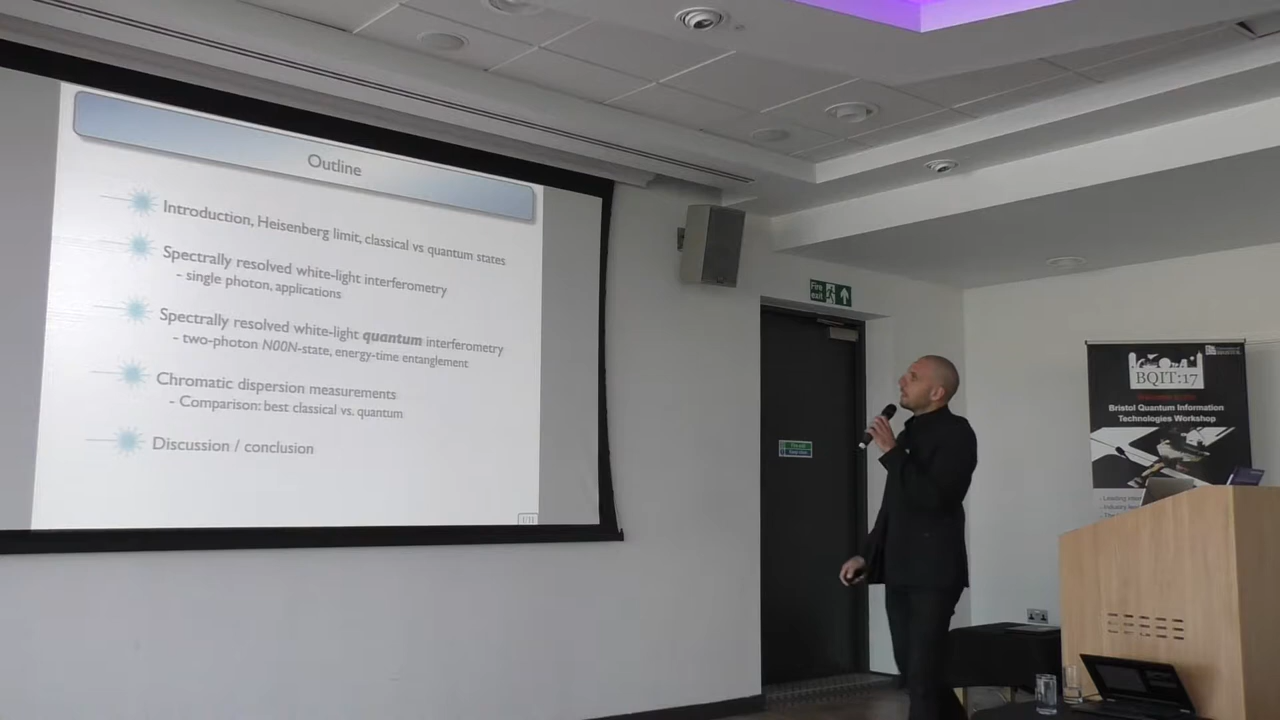 Outline
Introduction, Heisenberg limit, classical vs quantum states
Spectrally resolved white-light interferometry
- single photon, applications
Spectrally resolved white-light quantum interferometry
- two-photon N00N-state, energy-time entanglement
Chromatic dispersion measurements
- Comparison: best classical vs. quantum
Discussion / conclusion
Fire
exit
BQIT:17
Bristol Quantum Information
Technologies Workshop